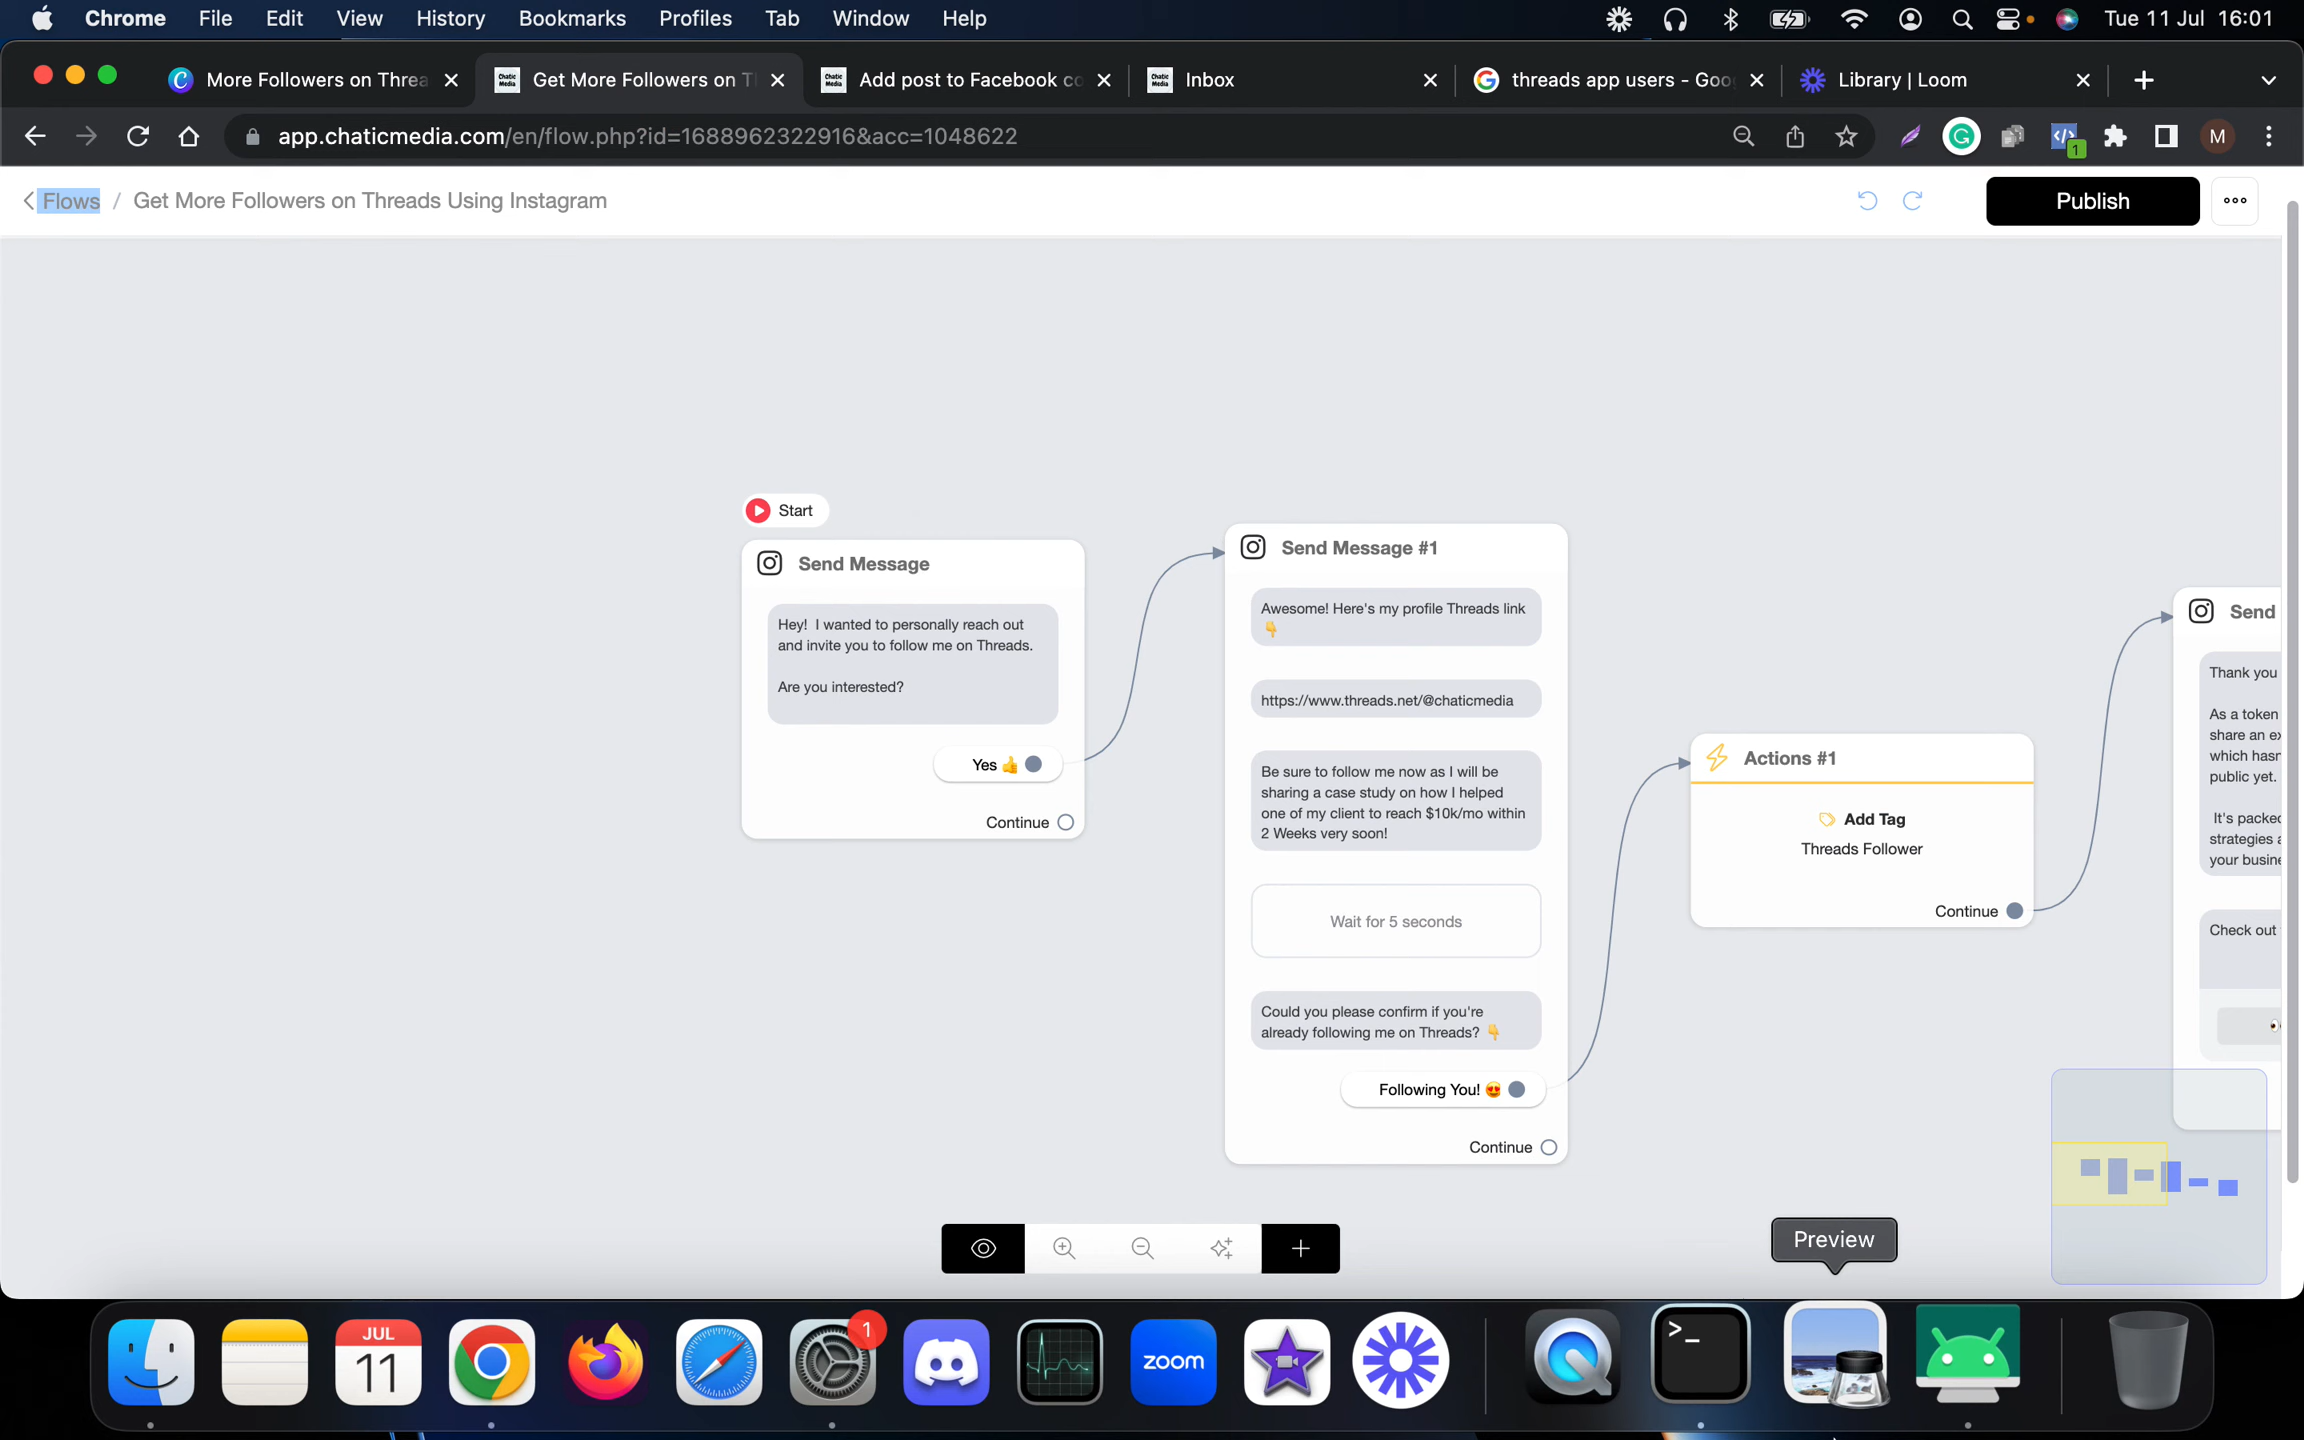 Chrome File Edit View History Bookmarks Profiles Tab Window Help Tue 11 Jul 16:01
More Followers on Threa Get More Followers on T Add post to Facebook co Inbox threads app users - Goo Library | Loom
app.chaticmedia.com/en/flow.php?id=1688962322916&acc=1048622
1
M
Flows / Get More Followers on Threads Using Instagram
Publish
Start
Send Message
Hey! I wanted to personally reach out
and invite you to follow me on Threads.
Are you interested?
Yes 👍
Continue
Send Message #1
Awesome! Here's my profile Threads link
👇
https://www.threads.net/@chaticmedia
Be sure to follow me now as I will be
sharing a case study on how I helped
one of my client to reach $10k/mo within
2 Weeks very soon!
Wait for 5 seconds
Could you please confirm if you're
already following me on Threads? 👇
Following You! 😍
Continue
Actions #1
Add Tag
Threads Follower
Continue
Send
Thank you
As a token
share an ex
which hasn
public yet.
It's packed
strategies a
your busine
Check out
Preview
JUL
11
1
zoom